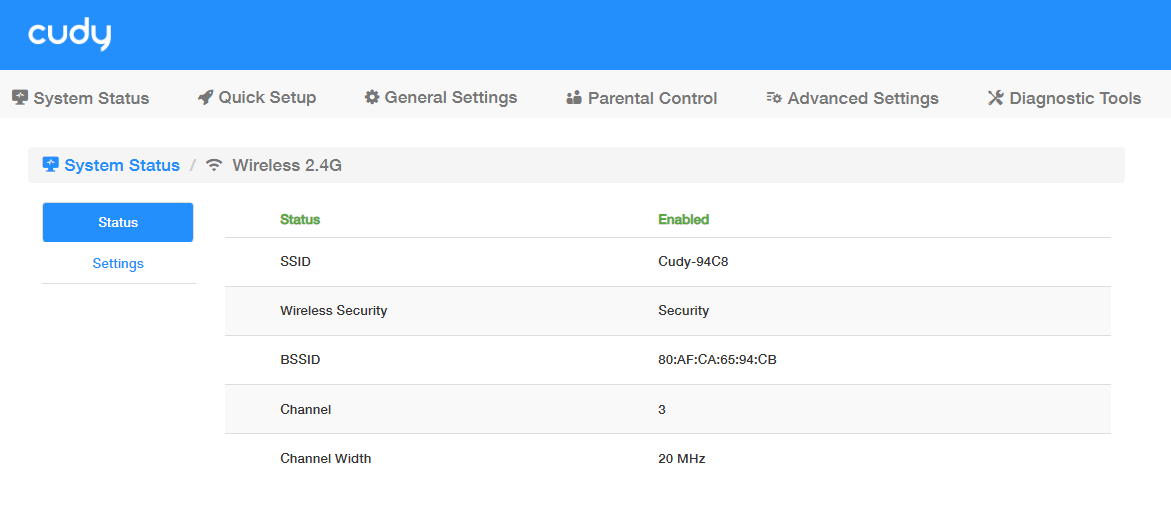 cudy
System Status Quick Setup General Settings Parental Control Advanced Settings Diagnostic Tools
System Status / Wireless 2.4G
Status
Settings
Status Enabled
SSID Cudy-94C8
Wireless Security Security
BSSID 80:AF:CA:65:94:CB
Channel 3
Channel Width 20 MHz